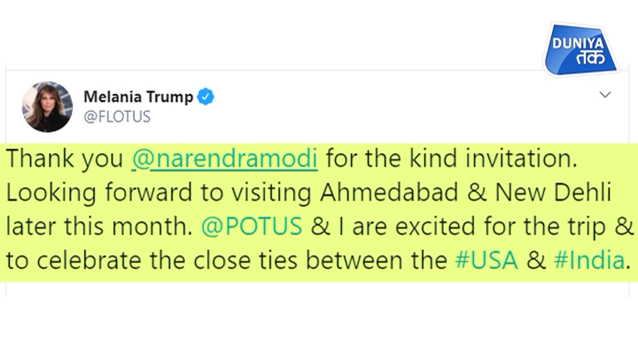 DUNIYA
तक
Melania Trump
@FLOTUS
Thank you @narendramodi for the kind invitation.
Looking forward to visiting Ahmedabad & New Dehli
later this month. @POTUS & I are excited for the trip &
to celebrate the close ties between the #USA & #India.